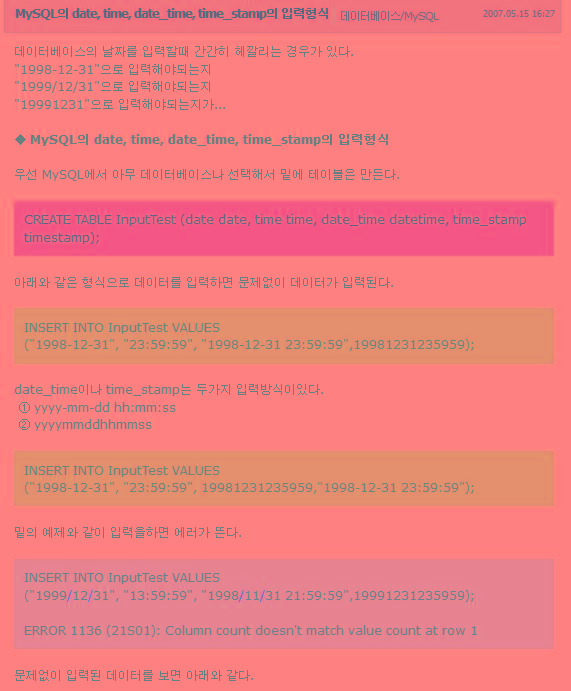 MySQL의 date, time, date_time, time_stamp의 입력형식 데이터베이스/MySQL 2007.05.15 16:27
데이터베이스의 날자를 입력할때 간간히 헤깔리는 경우가 있다.
"1998-12-31"으로 입력해야되는지
"1999/12/31"으로 입력해야되는지
"19991231"으로 입력해야되는지가...
◆ MySQL의 date, time, date_time, time_stamp의 입력형식
우선 MySQL에서 아무 데이터베이스나 선택해서 밑에 테이블은 만든다.
CREATE TABLE InputTest (date date, time time, date_time datetime, time_stamp
timestamp);
아래와 같은 형식으로 데이터를 입력하면 문제없이 데이터가 입력된다.
INSERT INTO InputTest VALUES
("1998-12-31", "23:59:59", "1998-12-31 23:59:59",19981231235959);
date_time이나 time_stamp는 두가지 입력방식이있다.
① yyyy-mm-dd hh:mm:ss
② yyyymmddhhmmss
INSERT INTO InputTest VALUES
("1998-12-31", "23:59:59", 19981231235959,"1998-12-31 23:59:59");
밑의 예제와 같이 입력을하면 에러가 뜬다.
INSERT INTO InputTest VALUES
("1999/12/31", "13:59:59", "1998/11/31 21:59:59",19991231235959);
ERROR 1136 (21S01): Column count doesn't match value count at row 1
문제없이 입력된 데이터를 보면 아래와 같다.